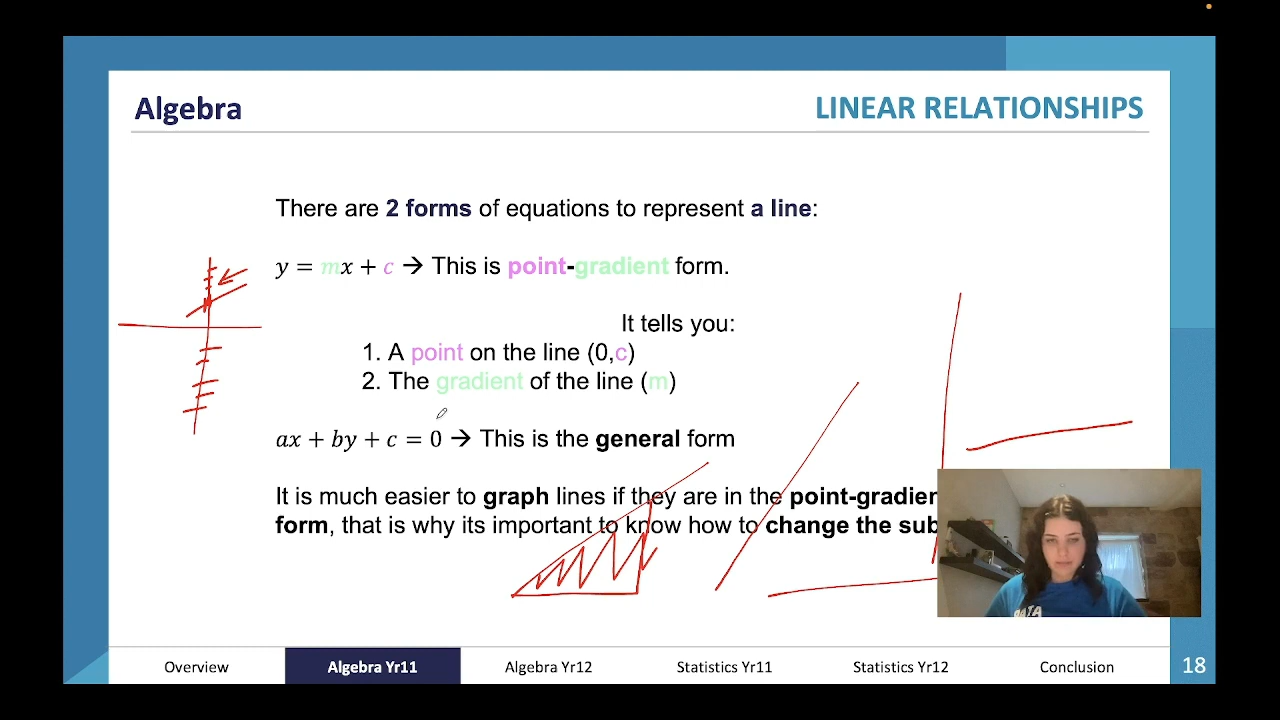 Algebra
LINEAR RELATIONSHIPS
There are 2 forms of equations to represent a line:
y = mx + c → This is point-gradient form.
It tells you:
1. A point on the line (0,c)
2. The gradient of the line (m)
ax + by + c = 0 → This is the general form
It is much easier to graph lines if they are in the point-gradien
form, that is why its important to know how to change the sub
Overview
Algebra Yr11
Algebra Yr12
Statistics Yr11
Statistics Yr12
Conclusion
18